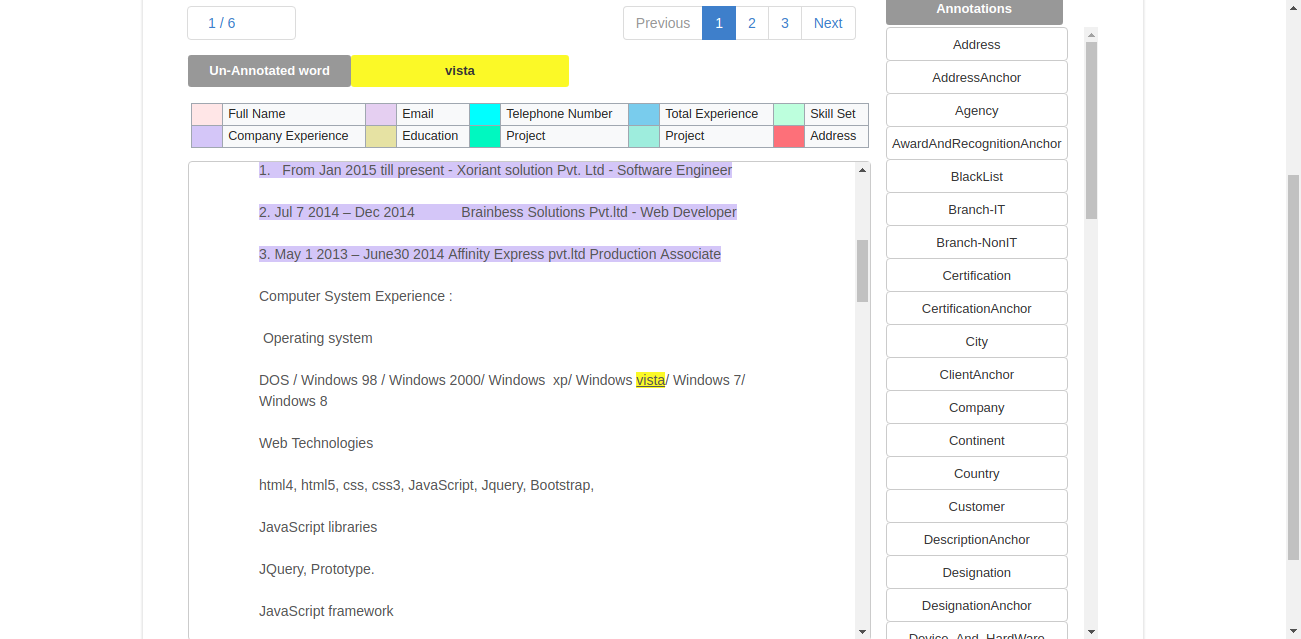 1 / 6
Previous 1 2 3 Next
Un-Annotated word vista
Full Name Email Telephone Number Total Experience Skill Set
Company Experience Education Project Project Address
1. From Jan 2015 till present - Xoriant solution Pvt. Ltd - Software Engineer
2. Jul 7 2014 – Dec 2014 Brainbess Solutions Pvt.ltd - Web Developer
3. May 1 2013 – June30 2014 Affinity Express pvt.ltd Production Associate
Computer System Experience :
Operating system
DOS / Windows 98 / Windows 2000/ Windows xp/ Windows vista/ Windows 7/
Windows 8
Web Technologies
html4, html5, css, css3, JavaScript, Jquery, Bootstrap,
JavaScript libraries
JQuery, Prototype.
JavaScript framework
Annotations
Address
AddressAnchor
Agency
AwardAndRecognitionAnchor
BlackList
Branch-IT
Branch-NonIT
Certification
CertificationAnchor
City
ClientAnchor
Company
Continent
Country
Customer
DescriptionAnchor
Designation
DesignationAnchor
Device_And_HardWare